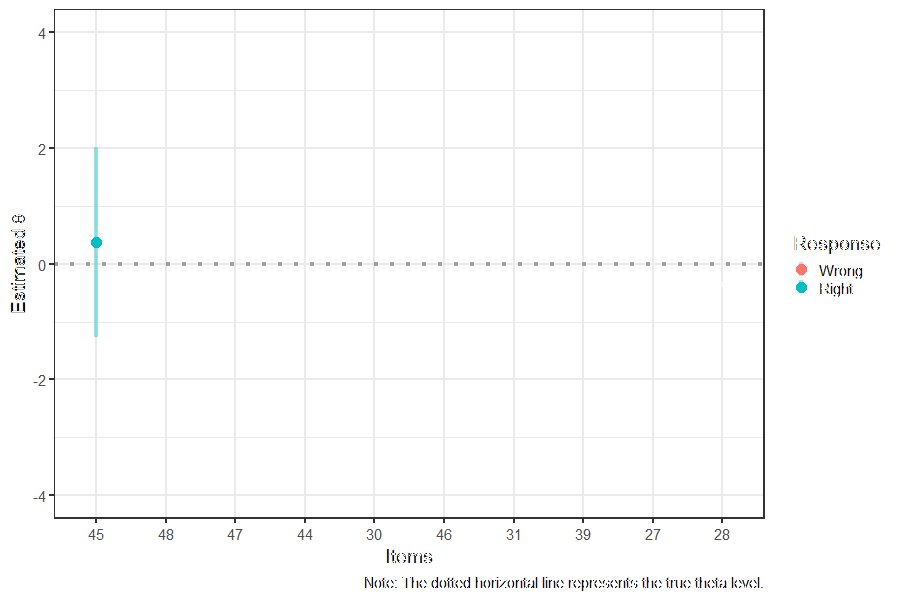 4
2
0
-2
-4
Estimated θ
45 48 47 44 30 46 31 39 27 28
Items
Note: The dotted horizontal line represents the true theta level.
Response
Wrong
Right